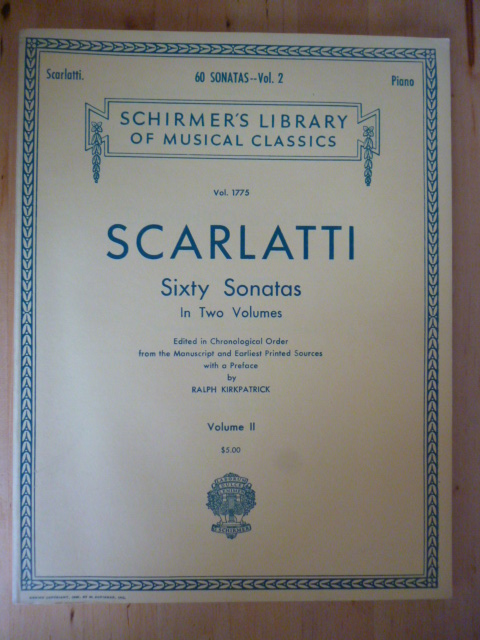 Scarlatti.
60 SONATAS--Vol. 2
Piano
SCHIRMER'S LIBRARY
OF MUSICAL CLASSICS
Vol. 1775
SCARLATTI
Sixty Sonatas
In Two Volumes
Edited in Chronological Order
from the Manuscript and Earliest Printed Sources
with a Preface
by
RALPH KIRKPATRICK
Volume II
$5.00